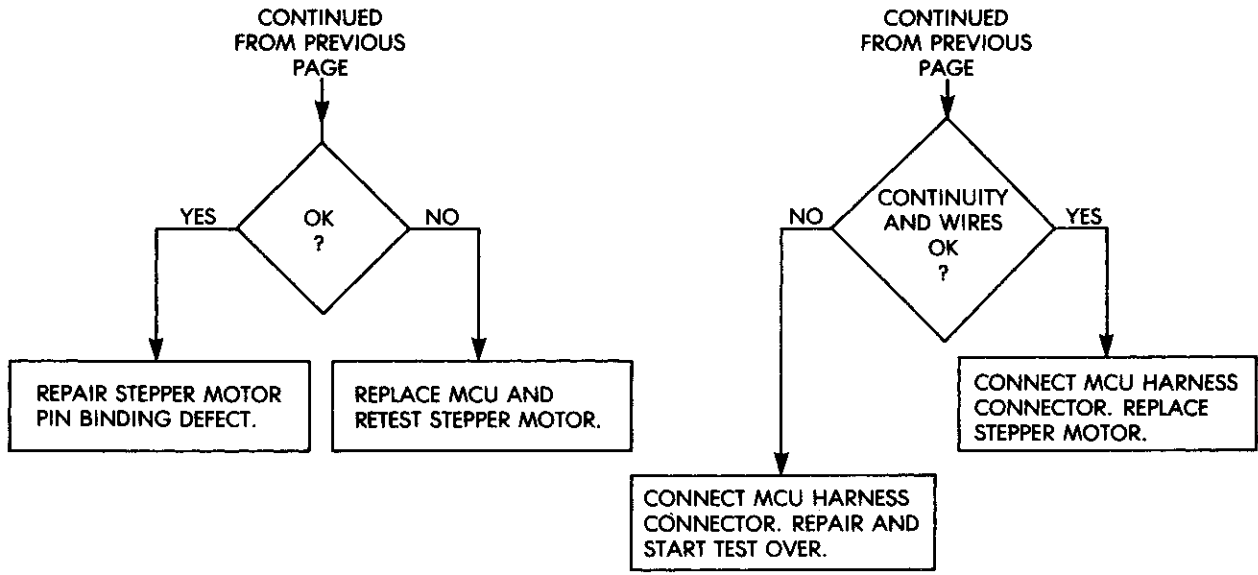 CONTINUED
FROM PREVIOUS
PAGE
OK
?
YES
NO
REPAIR STEPPER MOTOR
PIN BINDING DEFECT.
REPLACE MCU AND
RETEST STEPPER MOTOR.
CONTINUED
FROM PREVIOUS
PAGE
CONTINUITY
AND WIRES
OK
?
NO
YES
CONNECT MCU HARNESS
CONNECTOR. REPAIR AND
START TEST OVER.
CONNECT MCU HARNESS
CONNECTOR. REPLACE
STEPPER MOTOR.